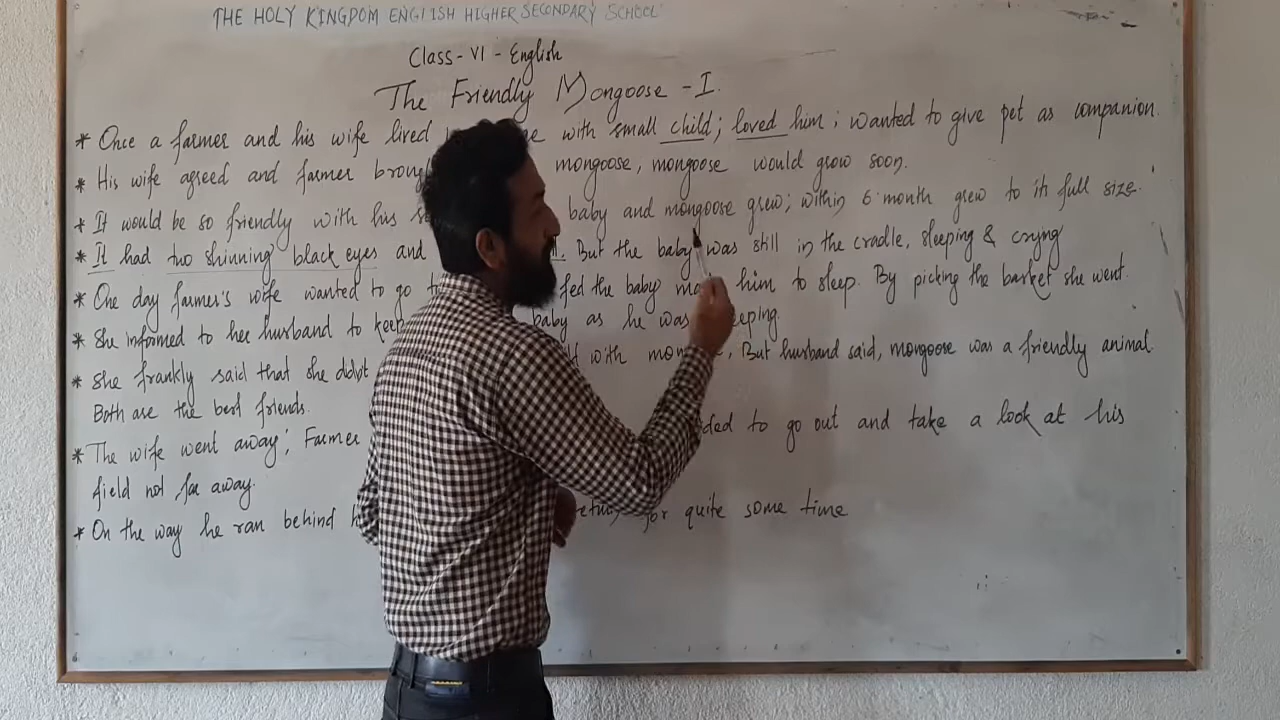 THE HOLY KINGDOM ENGLISH HIGHER SECONDARY SCHOOL
Class - VI - English
The Friendly Mongoose - I.
* Once a farmer and his wife lived with small child; loved him; wanted to give pet as companion.
* His wife agreed and farmer mongoose, mongoose would grow soon.
* It would be so friendly with his baby and mongoose grew; within 6 month grew to its full size.
* It had two shinning black eyes and But the baby was still in the cradle, sleeping & crying
* One day farmer's wife wanted to go fed the baby him to sleep. By picking the basket she went.
* She informed to her husband to keep baby as he was
* She frankly said that she didn't with But husband said, mongoose was a friendly animal.
Both are the best friends.
* The wife went away; Farmer to go out and take a look at his
field not far away.
* On the way he ran behind for quite some time